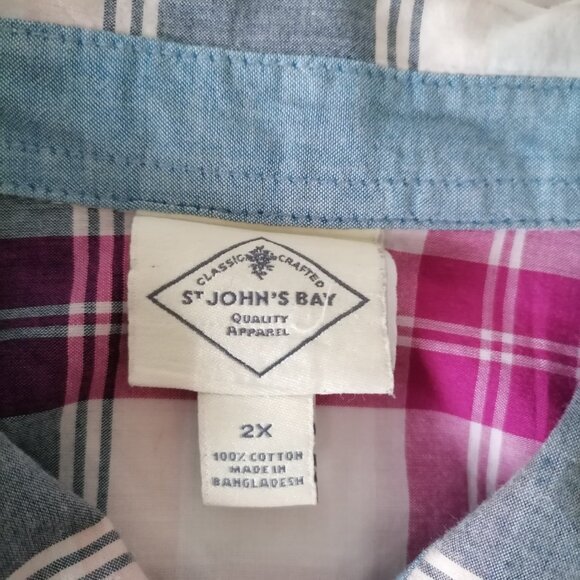 CLASSIC CRAFTED
ST JOHN'S BAY
QUALITY
APPAREL
2X
100% COTTON
MADE IN
BANGLADESH